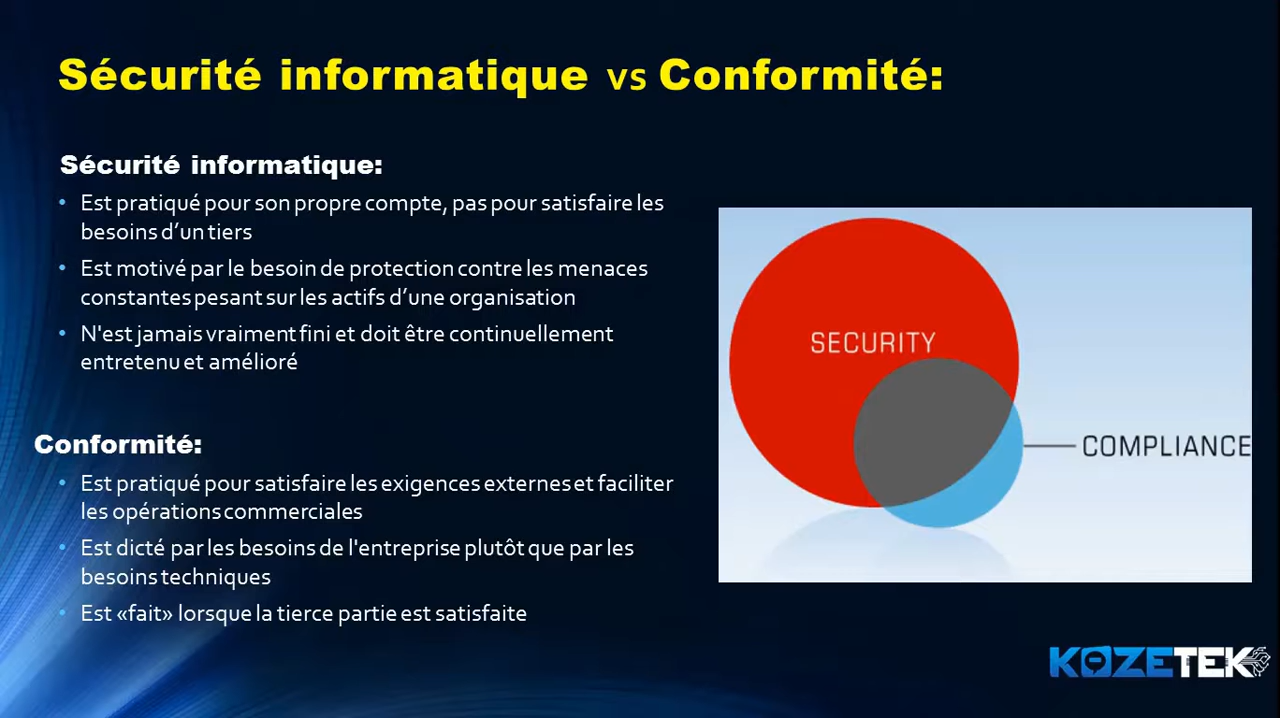 Sécurité informatique vs Conformité:
Sécurité informatique:
• Est pratiqué pour son propre compte, pas pour satisfaire les
besoins d’un tiers
• Est motivé par le besoin de protection contre les menaces
constantes pesant sur les actifs d’une organisation
• N'est jamais vraiment fini et doit être continuellement
entretenu et amélioré
Conformité:
• Est pratiqué pour satisfaire les exigences externes et faciliter
les opérations commerciales
• Est dicté par les besoins de l'entreprise plutôt que par les
besoins techniques
• Est «fait» lorsque la tierce partie est satisfaite
SECURITY
COMPLIANCE
KOZETEK